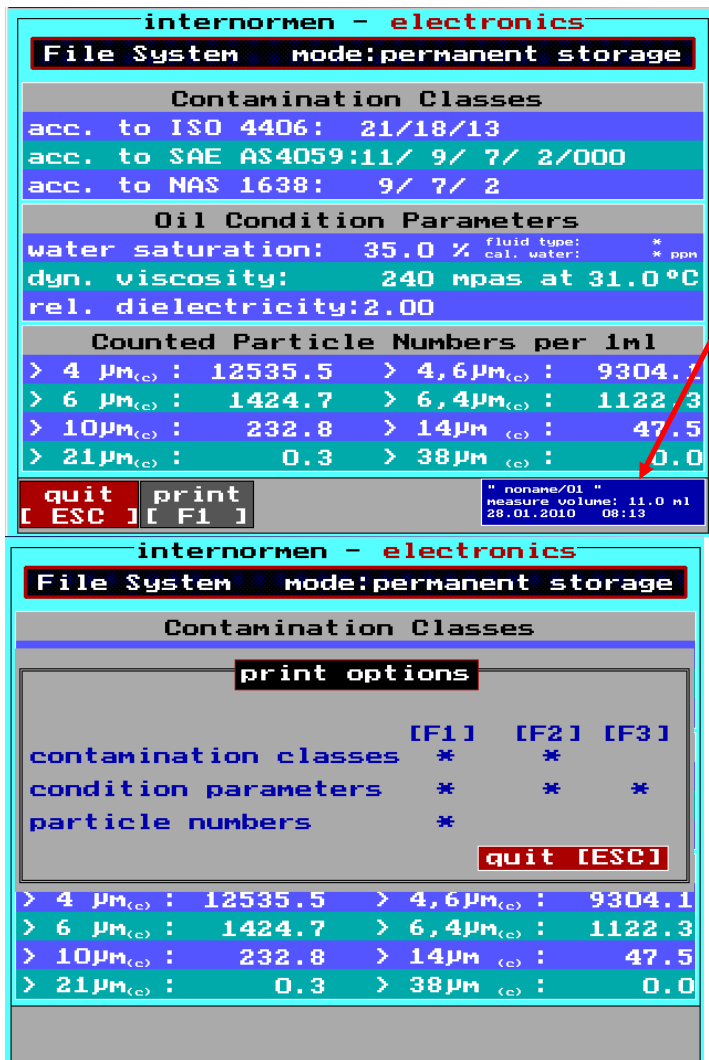 internormen - electronics
File System mode:permanent storage
Contamination Classes
acc. to ISO 4406: 21/18/13
acc. to SAE AS4059:11/ 9/ 7/ 2/000
acc. to NAS 1638: 9/ 7/ 2
Oil Condition Parameters
water saturation: 35.0 % fluid type: *
cal. water: * ppm
dyn. viscosity: 240 mpas at 31.0°C
rel. dielectricity:2.00
Counted Particle Numbers per 1ml
> 4 µm(c) : 12535.5 > 4,6µm(c) : 9304.1
> 6 µm(c) : 1424.7 > 6,4µm(c) : 1122.3
> 10µm(c) : 232.8 > 14µm (c) : 47.5
> 21µm(c) : 0.3 > 38µm (c) : 0.0
quit print
[ ESC ][ F1 ]
" noname/01 "
measure volume: 11.0 ml
28.01.2010 08:13
internormen - electronics
File System mode:permanent storage
Contamination Classes
print options
[F1] [F2] [F3]
contamination classes * *
condition parameters * * *
particle numbers *
quit [ESC]
> 4 µm(c) : 12535.5 > 4,6µm(c) : 9304.1
> 6 µm(c) : 1424.7 > 6,4µm(c) : 1122.3
> 10µm(c) : 232.8 > 14µm (c) : 47.5
> 21µm(c) : 0.3 > 38µm (c) : 0.0